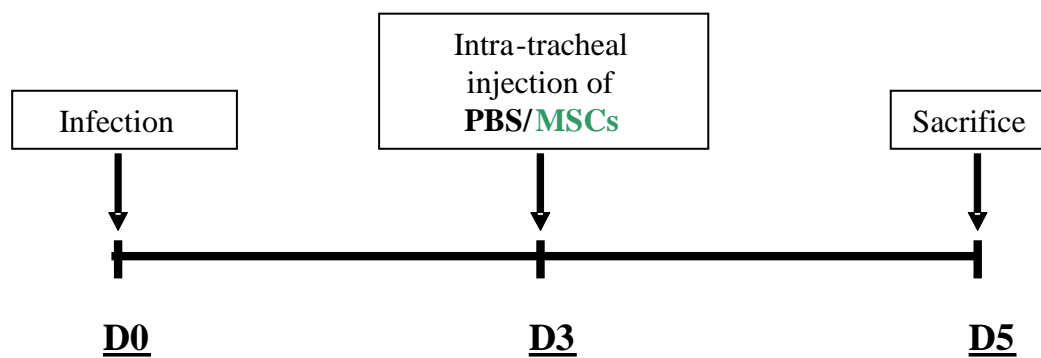 Infection
Intra-tracheal
injection of
PBS/MSCs
Sacrifice
D0
D3
D5